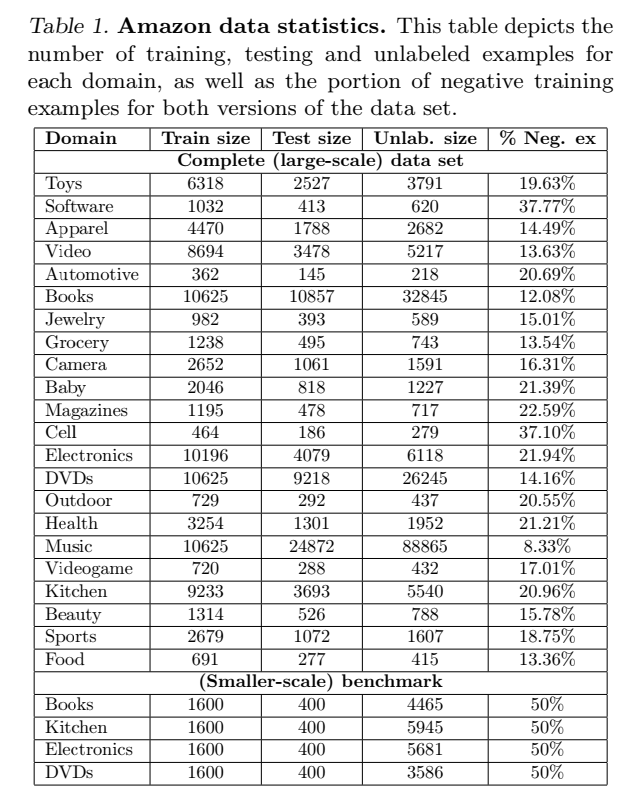 Table 1. Amazon data statistics. This table depicts the
number of training, testing and unlabeled examples for
each domain, as well as the portion of negative training
examples for both versions of the data set.
Domain Train size Test size Unlab. size % Neg. ex
Complete (large-scale) data set
Toys 6318 2527 3791 19.63%
Software 1032 413 620 37.77%
Apparel 4470 1788 2682 14.49%
Video 8694 3478 5217 13.63%
Automotive 362 145 218 20.69%
Books 10625 10857 32845 12.08%
Jewelry 982 393 589 15.01%
Grocery 1238 495 743 13.54%
Camera 2652 1061 1591 16.31%
Baby 2046 818 1227 21.39%
Magazines 1195 478 717 22.59%
Cell 464 186 279 37.10%
Electronics 10196 4079 6118 21.94%
DVDs 10625 9218 26245 14.16%
Outdoor 729 292 437 20.55%
Health 3254 1301 1952 21.21%
Music 10625 24872 88865 8.33%
Videogame 720 288 432 17.01%
Kitchen 9233 3693 5540 20.96%
Beauty 1314 526 788 15.78%
Sports 2679 1072 1607 18.75%
Food 691 277 415 13.36%
(Smaller-scale) benchmark
Books 1600 400 4465 50%
Kitchen 1600 400 5945 50%
Electronics 1600 400 5681 50%
DVDs 1600 400 3586 50%